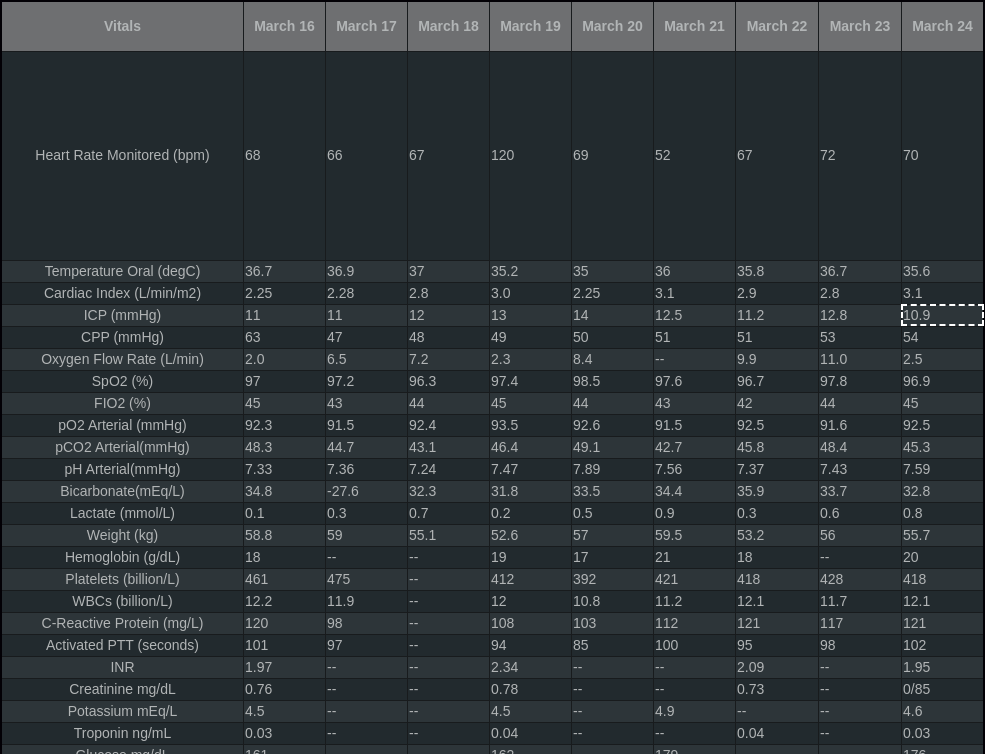 Vitals March 16 March 17 March 18 March 19 March 20 March 21 March 22 March 23 March 24
Heart Rate Monitored (bpm) 68 66 67 120 69 52 67 72 70
Temperature Oral (degC) 36.7 36.9 37 35.2 35 36 35.8 36.7 35.6
Cardiac Index (L/min/m2) 2.25 2.28 2.8 3.0 2.25 3.1 2.9 2.8 3.1
ICP (mmHg) 11 11 12 13 14 12.5 11.2 12.8 10.9
CPP (mmHg) 63 47 48 49 50 51 51 53 54
Oxygen Flow Rate (L/min) 2.0 6.5 7.2 2.3 8.4 -- 9.9 11.0 2.5
SpO2 (%) 97 97.2 96.3 97.4 98.5 97.6 96.7 97.8 96.9
FIO2 (%) 45 43 44 45 44 43 42 44 45
pO2 Arterial (mmHg) 92.3 91.5 92.4 93.5 92.6 91.5 92.5 91.6 92.5
pCO2 Arterial(mmHg) 48.3 44.7 43.1 46.4 49.1 42.7 45.8 48.4 45.3
pH Arterial(mmHg) 7.33 7.36 7.24 7.47 7.89 7.56 7.37 7.43 7.59
Bicarbonate(mEq/L) 34.8 -27.6 32.3 31.8 33.5 34.4 35.9 33.7 32.8
Lactate (mmol/L) 0.1 0.3 0.7 0.2 0.5 0.9 0.3 0.6 0.8
Weight (kg) 58.8 59 55.1 52.6 57 59.5 53.2 56 55.7
Hemoglobin (g/dL) 18 -- -- 19 17 21 18 -- 20
Platelets (billion/L) 461 475 -- 412 392 421 418 428 418
WBCs (billion/L) 12.2 11.9 -- 12 10.8 11.2 12.1 11.7 12.1
C-Reactive Protein (mg/L) 120 98 -- 108 103 112 121 117 121
Activated PTT (seconds) 101 97 -- 94 85 100 95 98 102
INR 1.97 -- -- 2.34 -- -- 2.09 -- 1.95
Creatinine mg/dL 0.76 -- -- 0.78 -- -- 0.73 -- 0/85
Potassium mEq/L 4.5 -- -- 4.5 -- 4.9 -- -- 4.6
Troponin ng/mL 0.03 -- -- 0.04 -- -- 0.04 -- 0.03
Glucose mg/dL 161 162 179 176